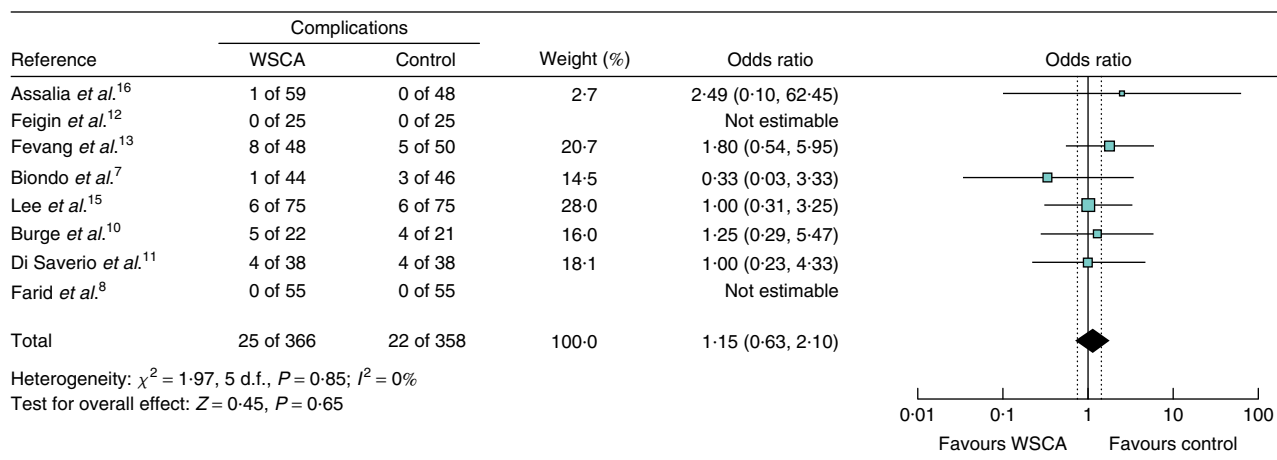 Complications
Reference WSCA Control Weight (%) Odds ratio Odds ratio
Assalia et al.16 1 of 59 0 of 48 2·7 2·49 (0·10, 62·45)
Feigin et al.12 0 of 25 0 of 25 Not estimable
Fevang et al.13 8 of 48 5 of 50 20·7 1·80 (0·54, 5·95)
Biondo et al.7 1 of 44 3 of 46 14·5 0·33 (0·03, 3·33)
Lee et al.15 6 of 75 6 of 75 28·0 1·00 (0·31, 3·25)
Burge et al.10 5 of 22 4 of 21 16·0 1·25 (0·29, 5·47)
Di Saverio et al.11 4 of 38 4 of 38 18·1 1·00 (0·23, 4·33)
Farid et al.8 0 of 55 0 of 55 Not estimable
Total 25 of 366 22 of 358 100·0 1·15 (0·63, 2·10)
Heterogeneity: χ2 = 1·97, 5 d.f., P = 0·85; I2 = 0%
Test for overall effect: Z = 0·45, P = 0·65
0·01 0·1 1 10 100
Favours WSCA Favours control